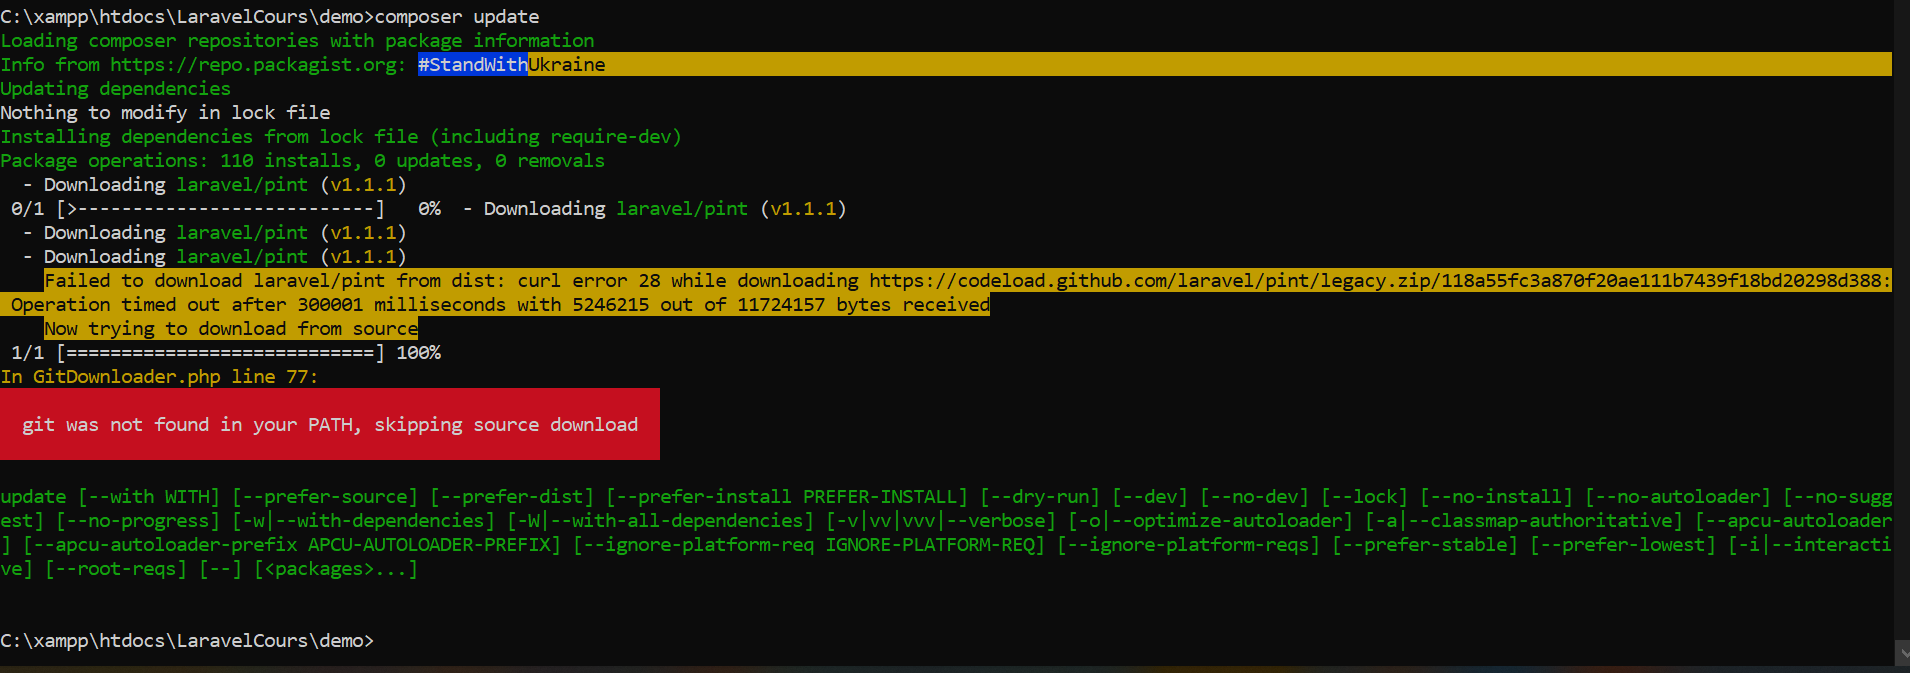 C:\xampp\htdocs\LaravelCours\demo>composer update
Loading composer repositories with package information
Info from https://repo.packagist.org: #StandWithUkraine
Updating dependencies
Nothing to modify in lock file
Installing dependencies from lock file (including require-dev)
Package operations: 110 installs, 0 updates, 0 removals
  - Downloading laravel/pint (v1.1.1)
 0/1 [>---------------------------]   0%  - Downloading laravel/pint (v1.1.1)
  - Downloading laravel/pint (v1.1.1)
  - Downloading laravel/pint (v1.1.1)
    Failed to download laravel/pint from dist: curl error 28 while downloading https://codeload.github.com/laravel/pint/legacy.zip/118a55fc3a870f20ae111b7439f18bd20298d388:
 Operation timed out after 300001 milliseconds with 5246215 out of 11724157 bytes received
    Now trying to download from source
 1/1 [============================] 100%
In GitDownloader.php line 77:
  git was not found in your PATH, skipping source download
update [--with WITH] [--prefer-source] [--prefer-dist] [--prefer-install PREFER-INSTALL] [--dry-run] [--dev] [--no-dev] [--lock] [--no-install] [--no-autoloader] [--no-sugg
est] [--no-progress] [-w|--with-dependencies] [-W|--with-all-dependencies] [-v|vv|vvv|--verbose] [-o|--optimize-autoloader] [-a|--classmap-authoritative] [--apcu-autoloader
] [--apcu-autoloader-prefix APCU-AUTOLOADER-PREFIX] [--ignore-platform-req IGNORE-PLATFORM-REQ] [--ignore-platform-reqs] [--prefer-stable] [--prefer-lowest] [-i|--interacti
ve] [--root-reqs] [--] [<packages>...]
C:\xampp\htdocs\LaravelCours\demo>